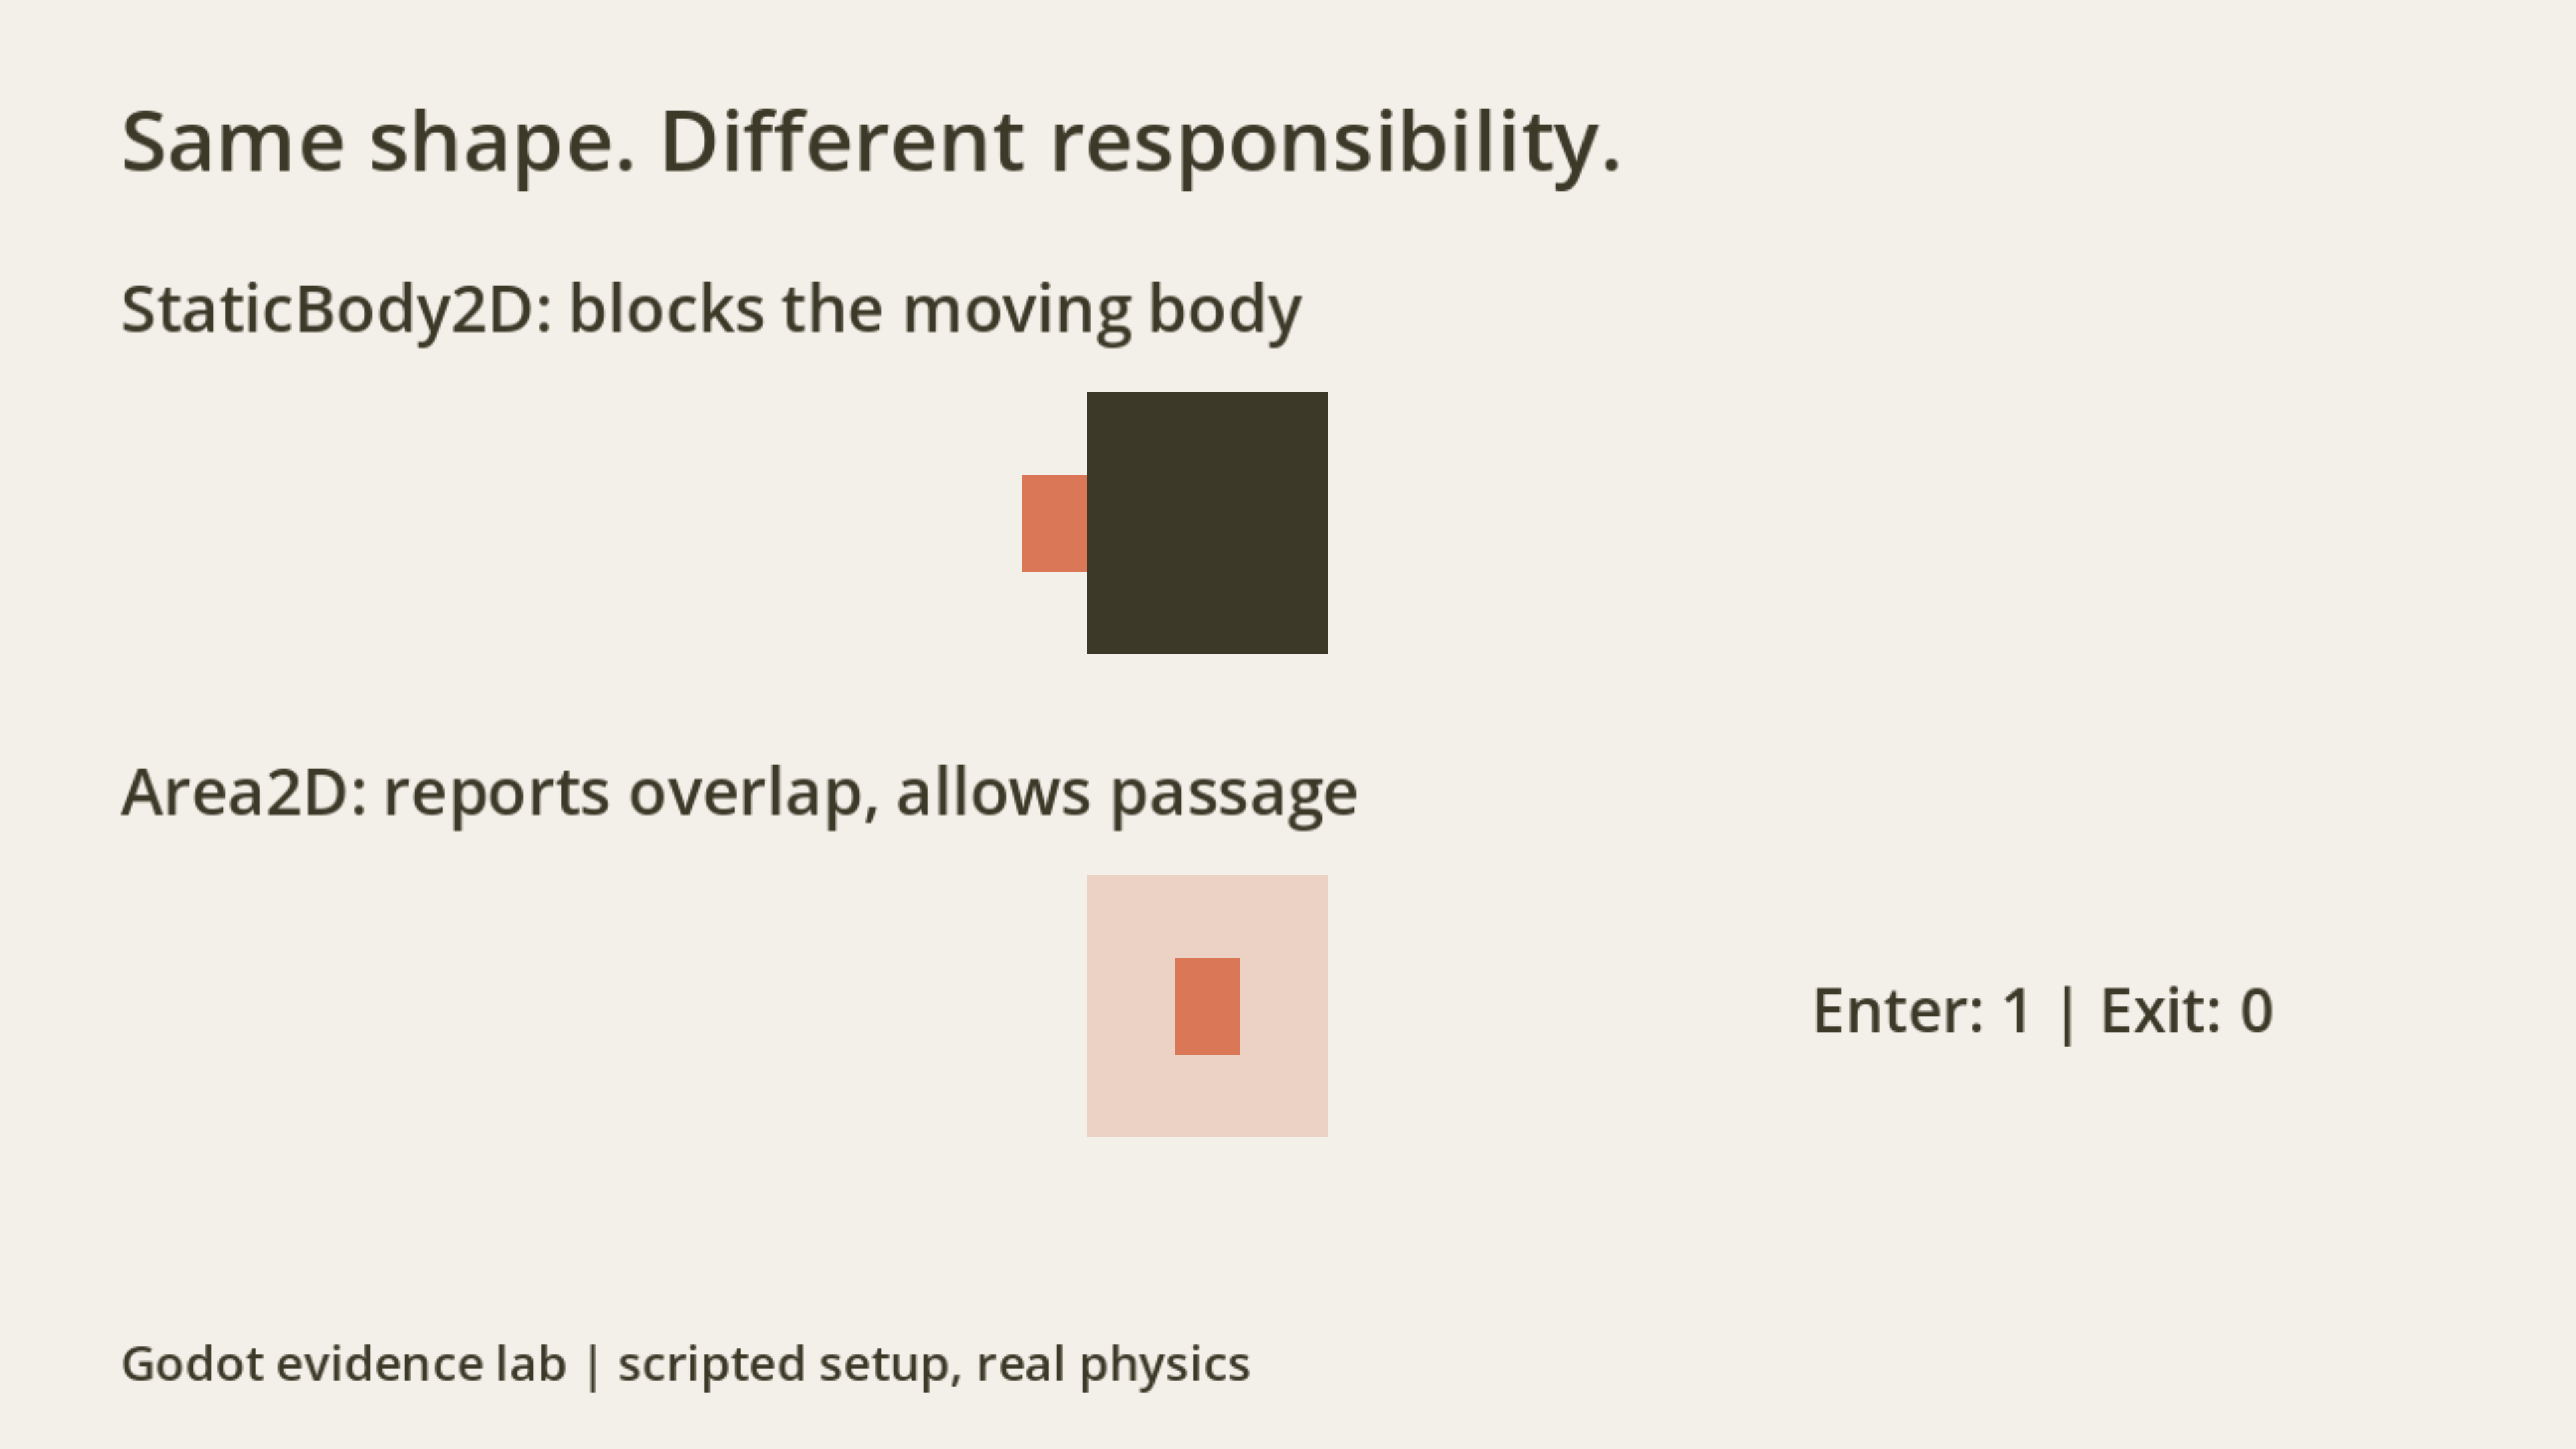 Same shape. Different responsibility.
StaticBody2D: blocks the moving body
Area2D: reports overlap, allows passage
Enter: 1 | Exit: 0
Godot evidence lab | scripted setup, real physics